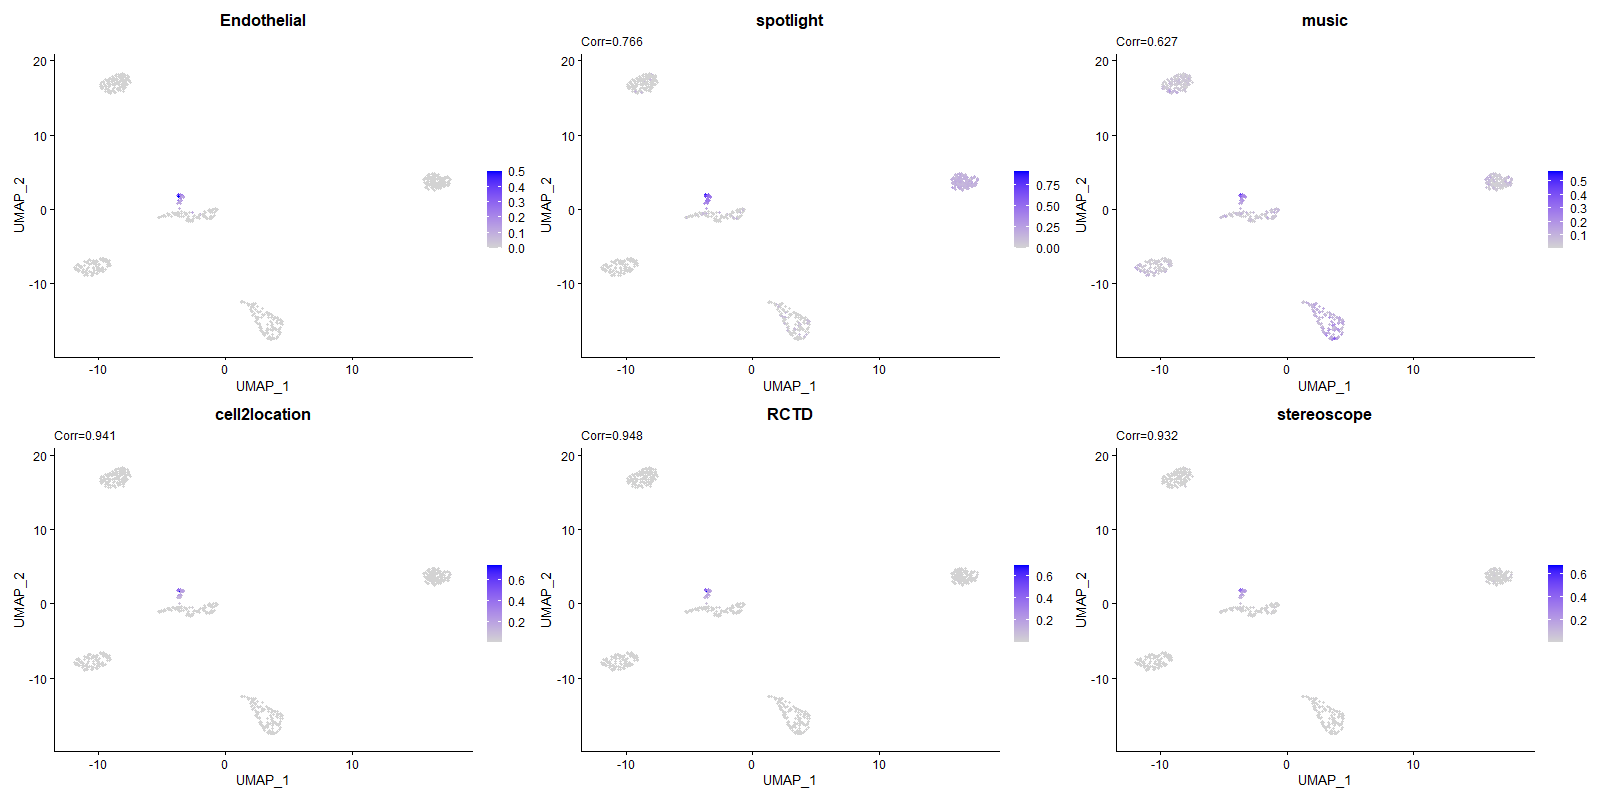 Endothelial
20
10
0
-10
UMAP_2
-10
0
10
UMAP_1
0.5
0.4
0.3
0.2
0.1
0.0
spotlight
Corr=0.766
20
10
0
-10
UMAP_2
-10
0
10
UMAP_1
0.75
0.50
0.25
0.00
music
Corr=0.627
20
10
0
-10
UMAP_2
-10
0
10
UMAP_1
0.5
0.4
0.3
0.2
0.1
cell2location
Corr=0.941
20
10
0
-10
UMAP_2
-10
0
10
UMAP_1
0.6
0.4
0.2
RCTD
Corr=0.948
20
10
0
-10
UMAP_2
-10
0
10
UMAP_1
0.6
0.4
0.2
stereoscope
Corr=0.932
20
10
0
-10
UMAP_2
-10
0
10
UMAP_1
0.6
0.4
0.2